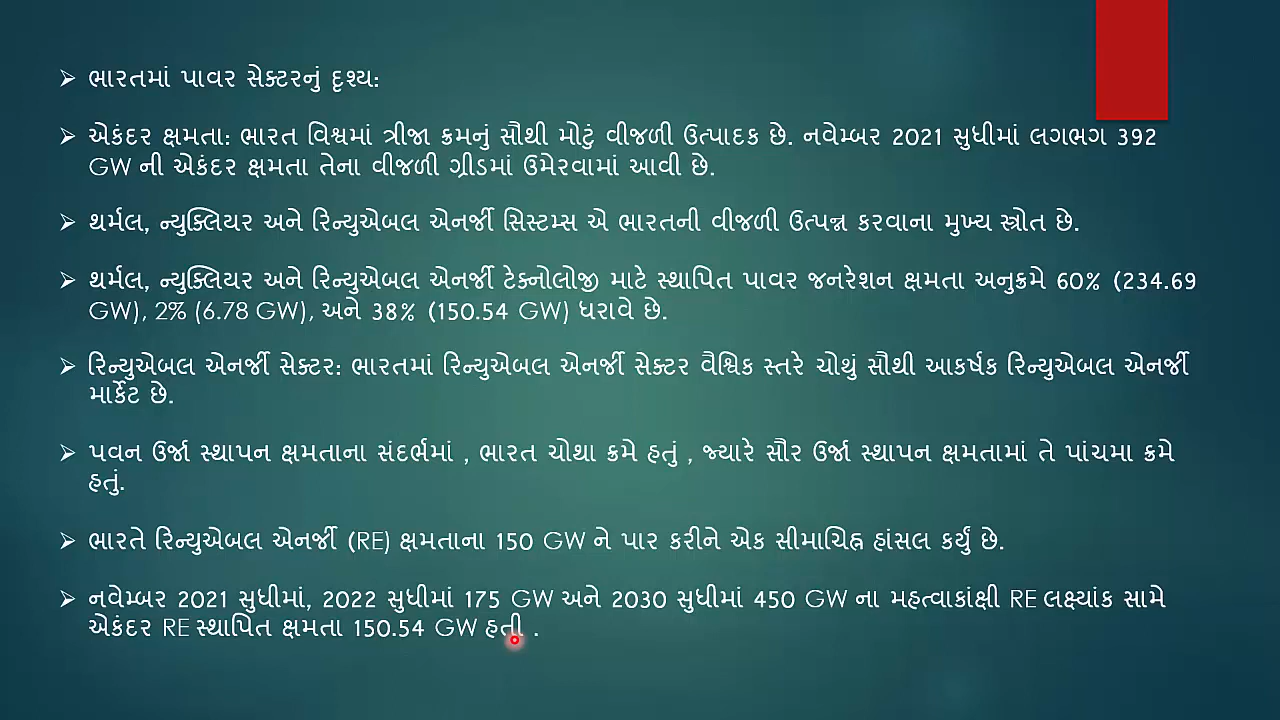 ભારતમાં પાવર સેક્ટરનું દૃશ્ય:
એકંદર ક્ષમતા: ભારત વિશ્વમાં ત્રીજા ક્રમનું સૌથી મોટું વીજળી ઉત્પાદક છે. નવેમ્બર 2021 સુધીમાં લગભગ 392
GW ની એકંદર ક્ષમતા તેના વીજળી ગ્રીડમાં ઉમેરવામાં આવી છે.
થર્મલ, ન્યુક્લિયર અને રિન્યુએબલ એનર્જી સિસ્ટમ્સ એ ભારતની વીજળી ઉત્પન્ન કરવાના મુખ્ય સ્ત્રોત છે.
થર્મલ, ન્યુક્લિયર અને રિન્યુએબલ એનર્જી ટેક્નોલોજી માટે સ્થાપિત પાવર જનરેશન ક્ષમતા અનુક્રમે 60% (234.69
GW), 2% (6.78 GW), અને 38% (150.54 GW) ધરાવે છે.
રિન્યુએબલ એનર્જી સેક્ટર: ભારતમાં રિન્યુએબલ એનર્જી સેક્ટર વૈશ્વિક સ્તરે ચોથું સૌથી આકર્ષક રિન્યુએબલ એનર્જી
માર્કેટ છે.
પવન ઉર્જા સ્થાપન ક્ષમતાના સંદર્ભમાં , ભારત ચોથા ક્રમે હતું , જ્યારે સૌર ઉર્જા સ્થાપન ક્ષમતામાં તે પાંચમા ક્રમે
હતું.
ભારતે રિન્યુએબલ એનર્જી (RE) ક્ષમતાના 150 GW ને પાર કરીને એક સીમાચિહ્ન હાંસલ કર્યું છે.
નવેમ્બર 2021 સુધીમાં, 2022 સુધીમાં 175 GW અને 2030 સુધીમાં 450 GW ના મહત્વાકાંક્ષી RE લક્ષ્યાંક સામે
એકંદર RE સ્થાપિત ક્ષમતા 150.54 GW હતી .